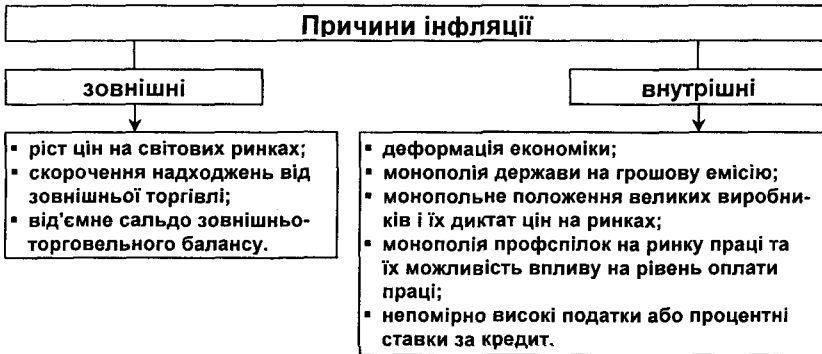 Причини інфляції
зовнішні
внутрішні
▪ ріст цін на світових ринках;
▪ скорочення надходжень від
зовнішньої торгівлі;
▪ від'ємне сальдо зовнішньо-
торговельного балансу.
▪ деформація економіки;
▪ монополія держави на грошову емісію;
▪ монопольне положення великих виробни-
ків і їх диктат цін на ринках;
▪ монополія профспілок на ринку праці та
їх можливість впливу на рівень оплати
праці;
▪ непомірно високі податки або процентні
ставки за кредит.